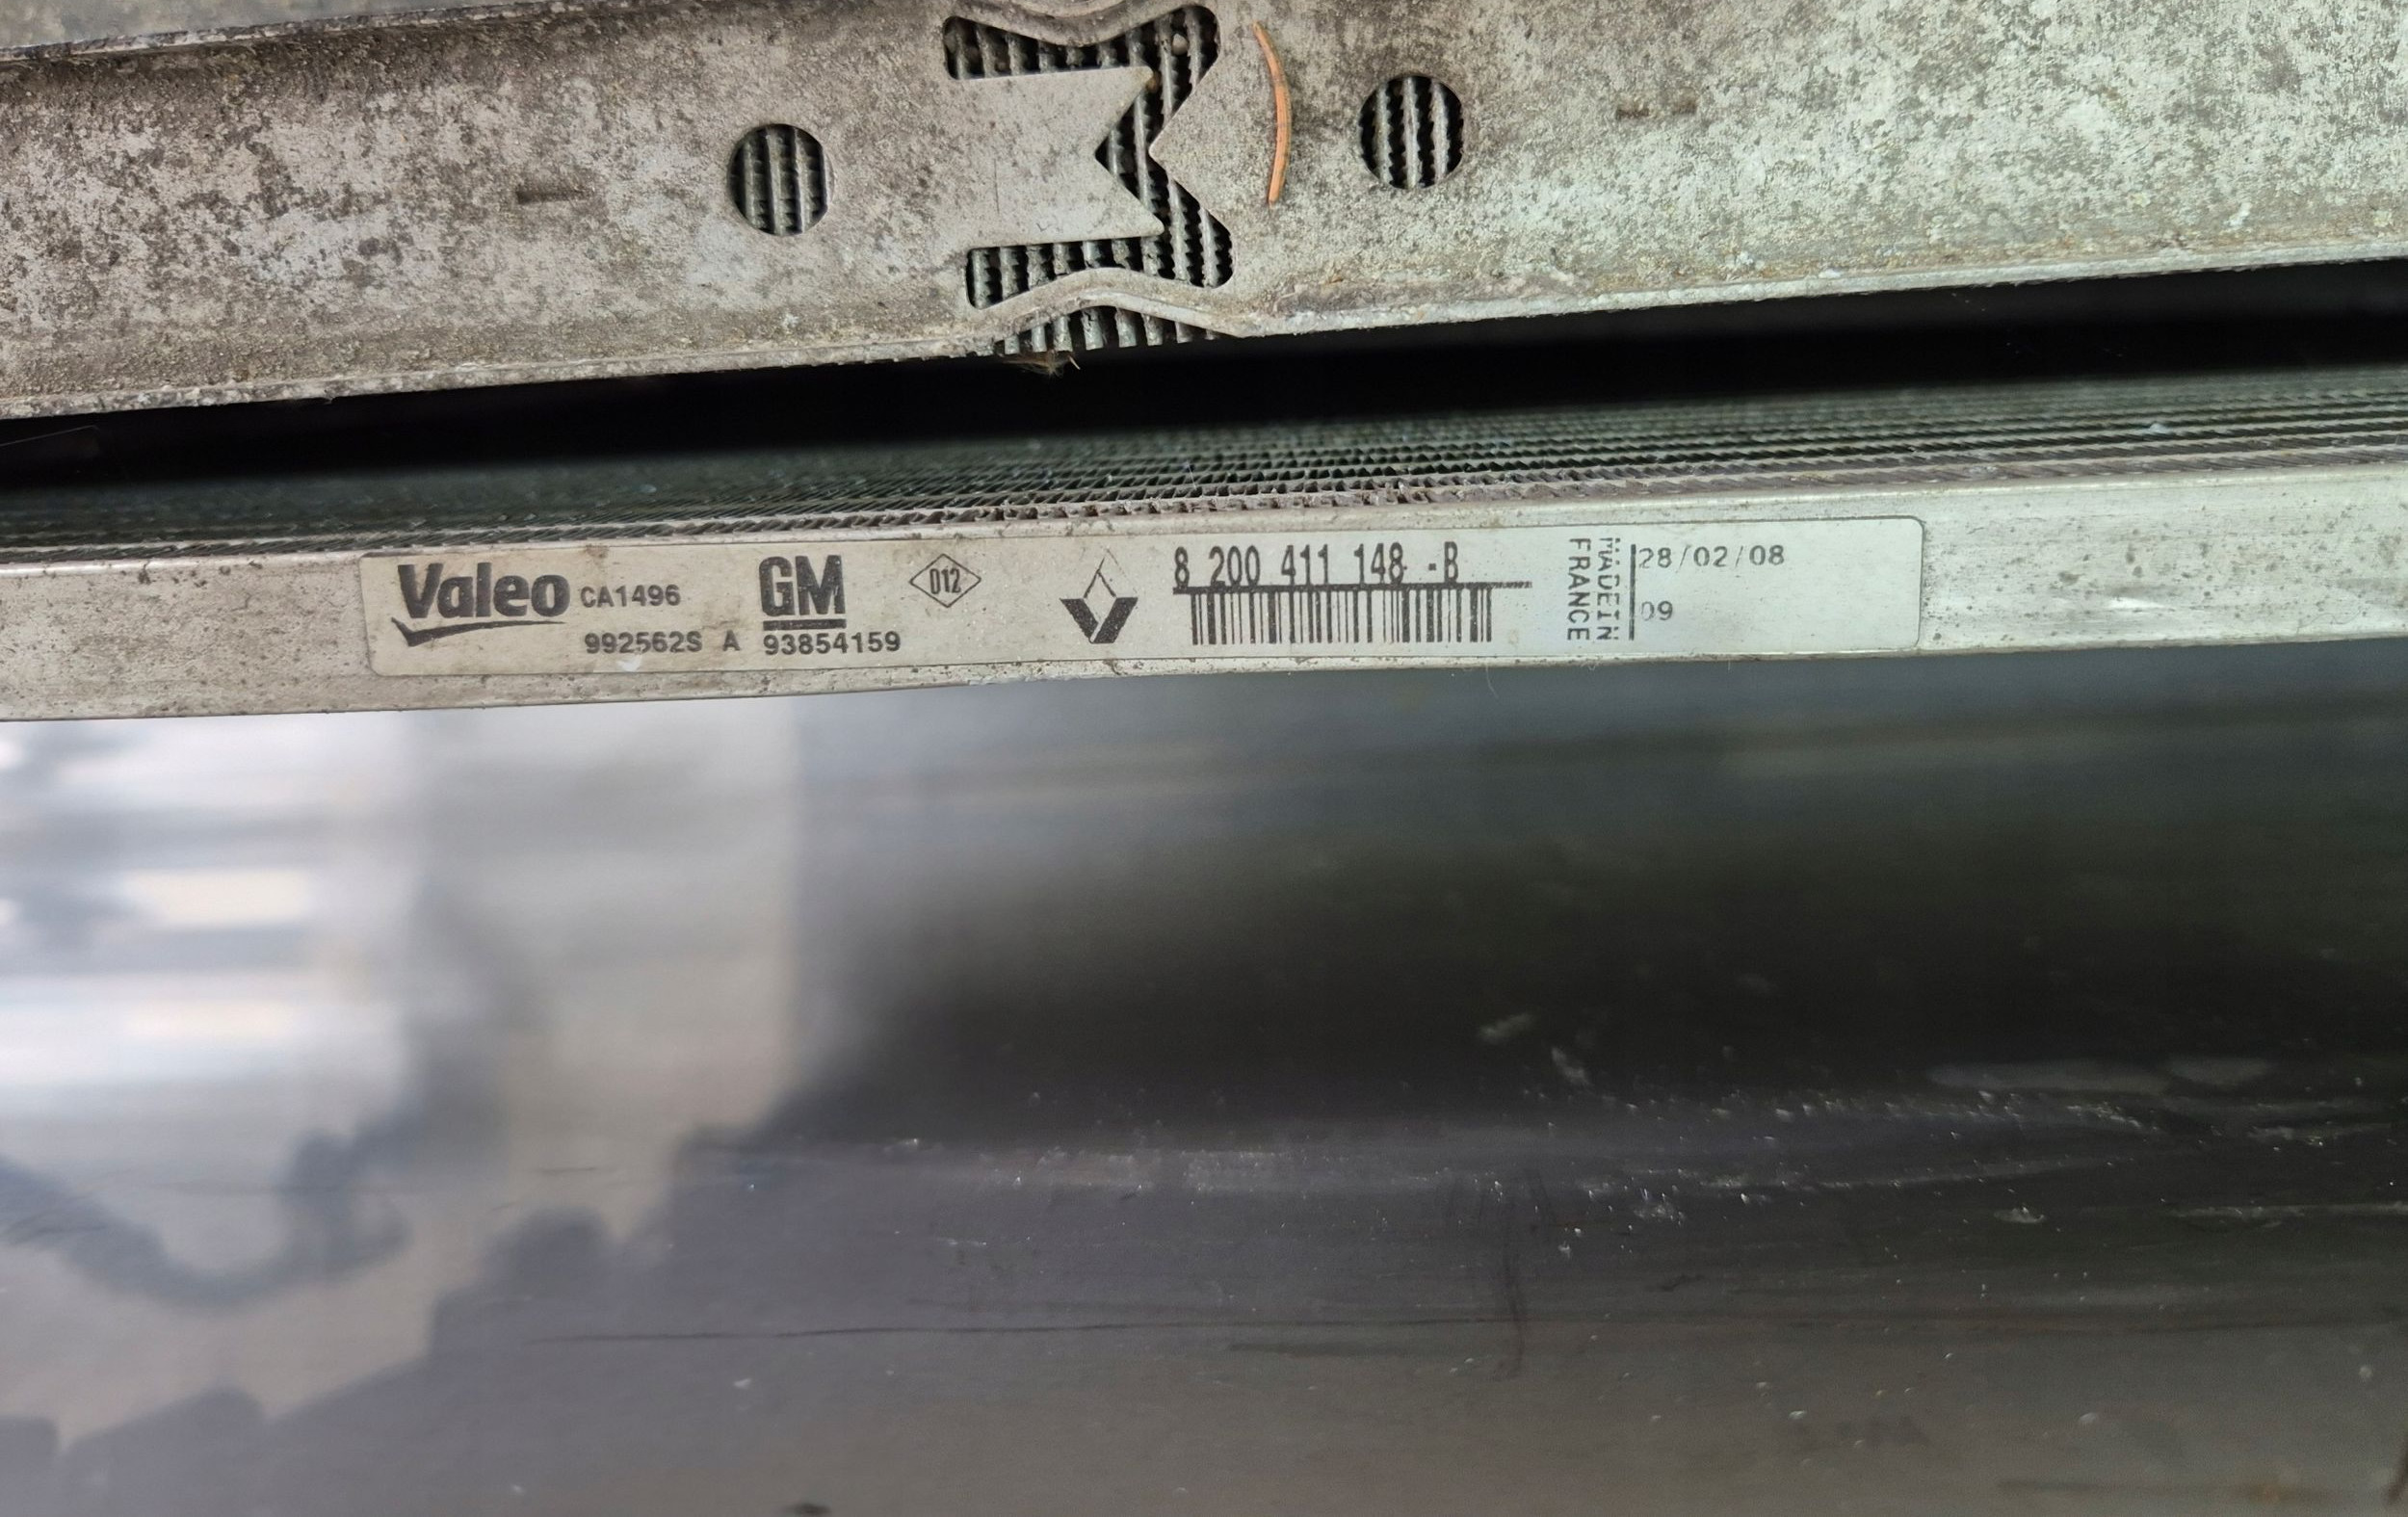 Valeo CA1496 GM D12 8 200 411 148 -B
992562S A 93854159
MADE IN
FRANCE
28/02/08
09